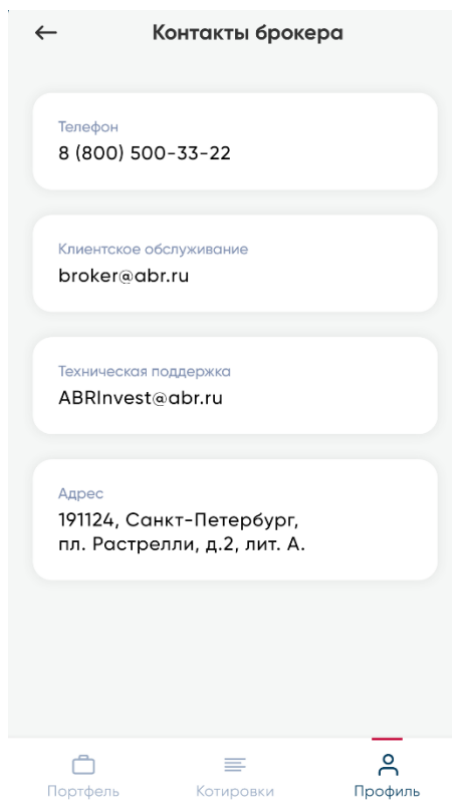 Контакты брокера
Телефон
8 (800) 500-33-22
Клиентское обслуживание
broker@abr.ru
Техническая поддержка
ABRInvest@abr.ru
Адрес
191124, Санкт-Петербург,
пл. Растрелли, д.2, лит. А.
Портфель
Котировки
Профиль